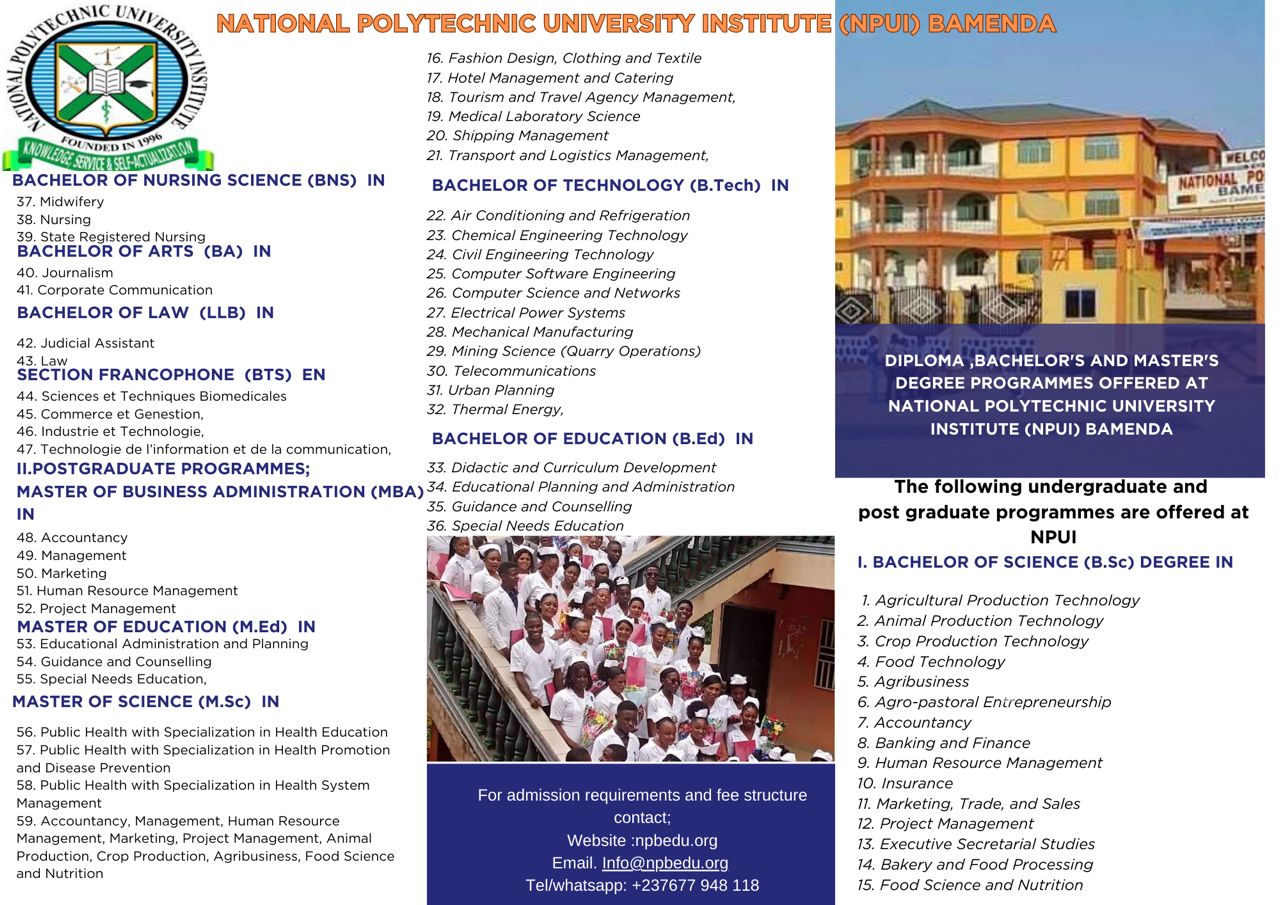 NATIONAL POLYTECHNIC UNIVERSITY INSTITUTE (NPUI) BAMENDA
NATIONAL POLYTECHNIC UNIVERSITY INSTITUTE
FOUNDED IN 1996
KNOWLEDGE SERVICE & SELF-ACTUALIZATION
BACHELOR OF NURSING SCIENCE (BNS) IN
37. Midwifery
38. Nursing
39. State Registered Nursing
BACHELOR OF ARTS (BA) IN
40. Journalism
41. Corporate Communication
BACHELOR OF LAW (LLB) IN
42. Judicial Assistant
43. Law
SECTION FRANCOPHONE (BTS) EN
44. Sciences et Techniques Biomedicales
45. Commerce et Genestion,
46. Industrie et Technologie,
47. Technologie de l'information et de la communication,
II.POSTGRADUATE PROGRAMMES;
MASTER OF BUSINESS ADMINISTRATION (MBA)
IN
48. Accountancy
49. Management
50. Marketing
51. Human Resource Management
52. Project Management
MASTER OF EDUCATION (M.Ed) IN
53. Educational Administration and Planning
54. Guidance and Counselling
55. Special Needs Education,
MASTER OF SCIENCE (M.Sc) IN
56. Public Health with Specialization in Health Education
57. Public Health with Specialization in Health Promotion
and Disease Prevention
58. Public Health with Specialization in Health System
Management
59. Accountancy, Management, Human Resource
Management, Marketing, Project Management, Animal
Production, Crop Production, Agribusiness, Food Science
and Nutrition
16. Fashion Design, Clothing and Textile
17. Hotel Management and Catering
18. Tourism and Travel Agency Management,
19. Medical Laboratory Science
20. Shipping Management
21. Transport and Logistics Management,
BACHELOR OF TECHNOLOGY (B.Tech) IN
22. Air Conditioning and Refrigeration
23. Chemical Engineering Technology
24. Civil Engineering Technology
25. Computer Software Engineering
26. Computer Science and Networks
27. Electrical Power Systems
28. Mechanical Manufacturing
29. Mining Science (Quarry Operations)
30. Telecommunications
31. Urban Planning
32. Thermal Energy,
BACHELOR OF EDUCATION (B.Ed) IN
33. Didactic and Curriculum Development
34. Educational Planning and Administration
35. Guidance and Counselling
36. Special Needs Education
For admission requirements and fee structure
contact;
Website :npbedu.org
Email. Info@npbedu.org
Tel/whatsapp: +237677 948 118
WELCO
NATIONAL PO
BAME
DIPLOMA ,BACHELOR'S AND MASTER'S
DEGREE PROGRAMMES OFFERED AT
NATIONAL POLYTECHNIC UNIVERSITY
INSTITUTE (NPUI) BAMENDA
The following undergraduate and
post graduate programmes are offered at
NPUI
I. BACHELOR OF SCIENCE (B.Sc) DEGREE IN
1. Agricultural Production Technology
2. Animal Production Technology
3. Crop Production Technology
4. Food Technology
5. Agribusiness
6. Agro-pastoral Entrepreneurship
7. Accountancy
8. Banking and Finance
9. Human Resource Management
10. Insurance
11. Marketing, Trade, and Sales
12. Project Management
13. Executive Secretarial Studies
14. Bakery and Food Processing
15. Food Science and Nutrition